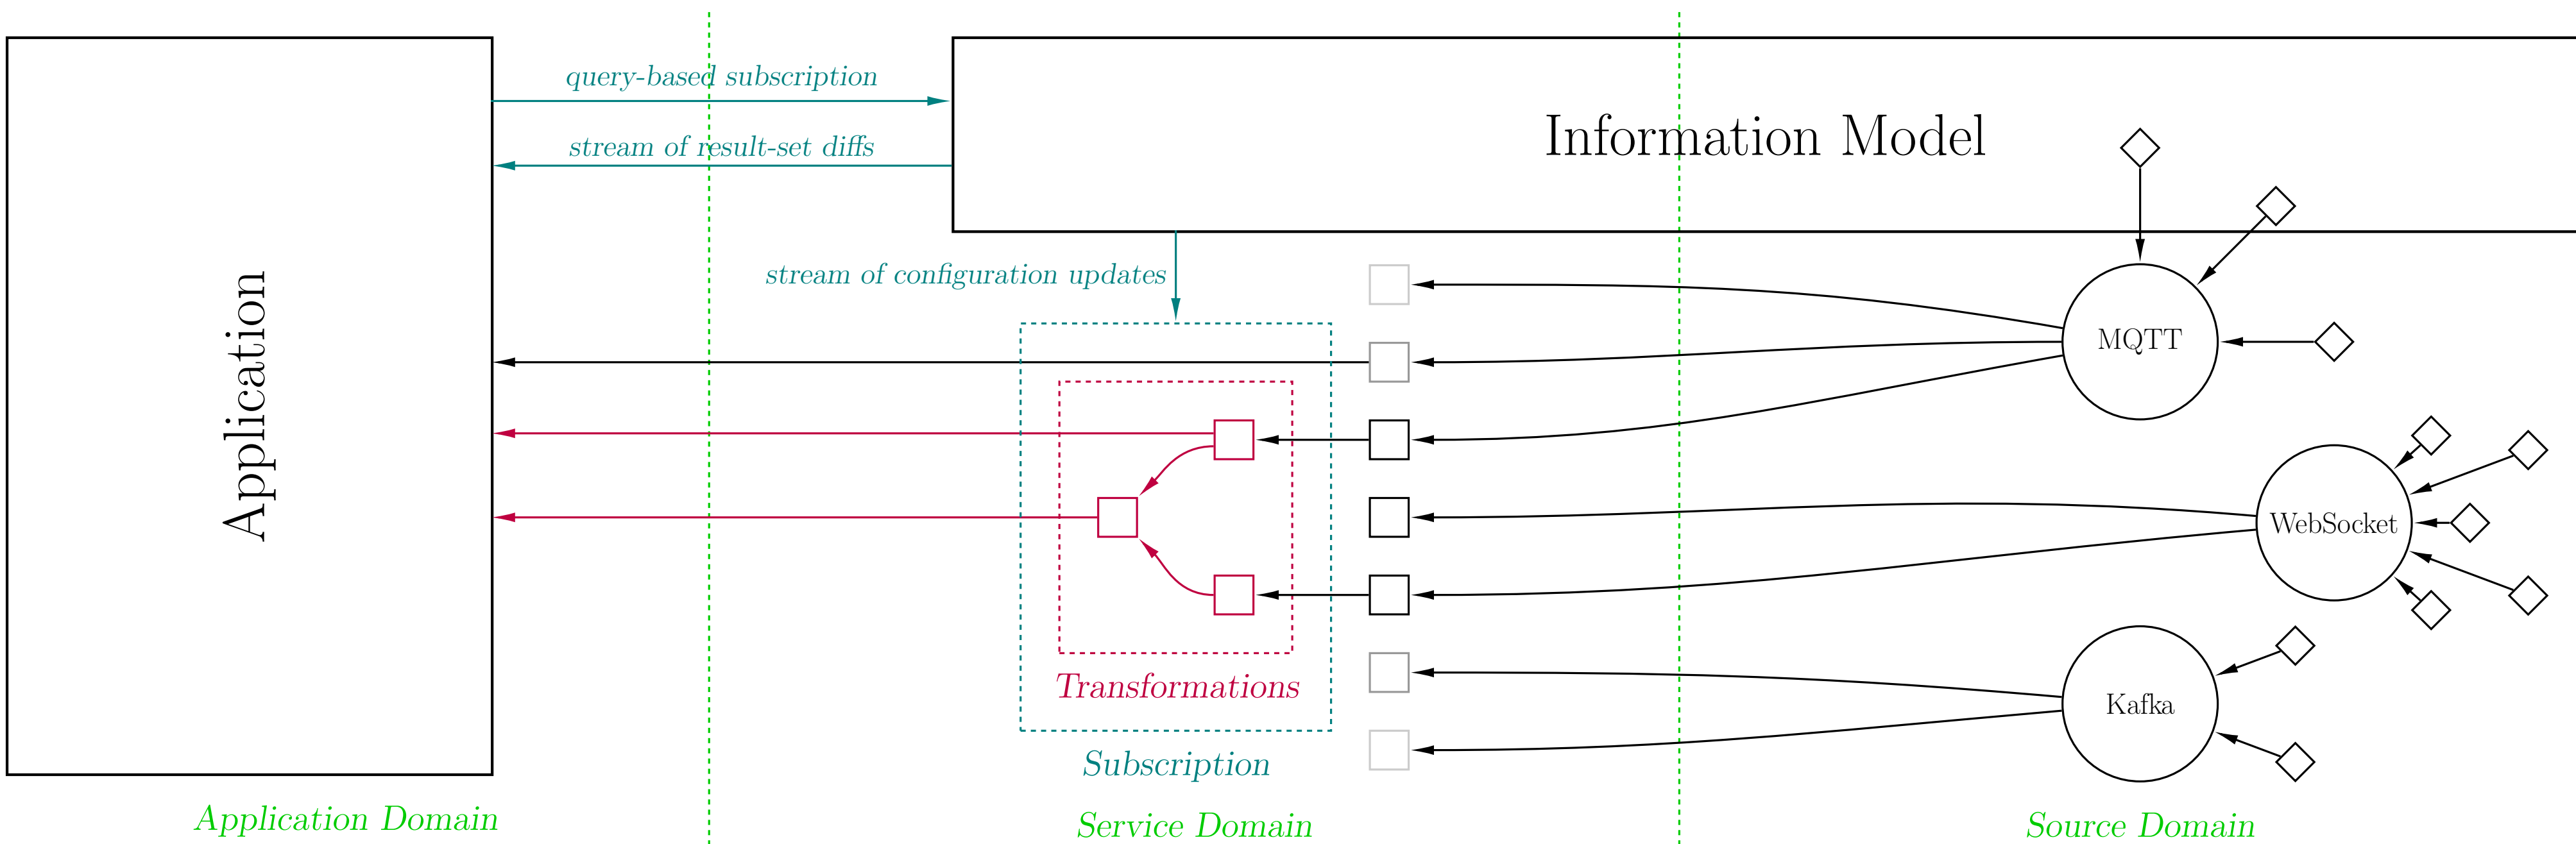 query-based subscription
Information Model
stream of result-set diffs
stream of configuration updates
Application
MQTT
WebSocket
Transformations
Kafka
Subscription
Application Domain
Service Domain
Source Domain